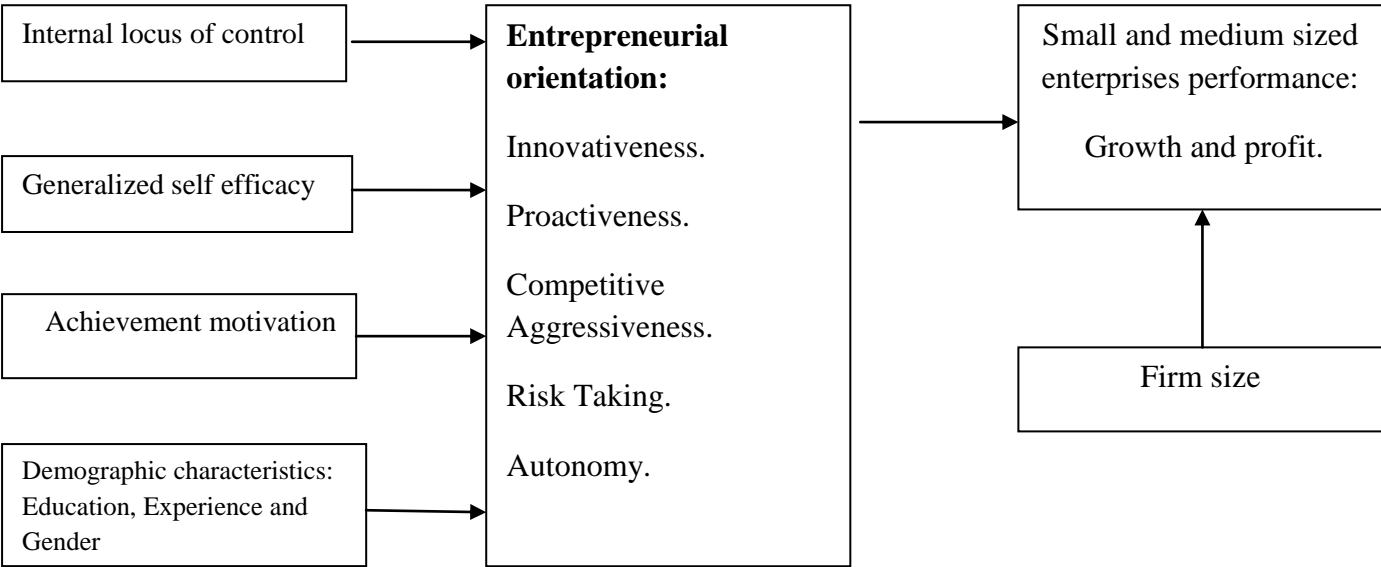 Internal locus of control
Generalized self efficacy
Achievement motivation
Demographic characteristics:
Education, Experience and
Gender
Entrepreneurial
orientation:
Innovativeness.
Proactiveness.
Competitive
Aggressiveness.
Risk Taking.
Autonomy.
Small and medium sized
enterprises performance:
Growth and profit.
Firm size